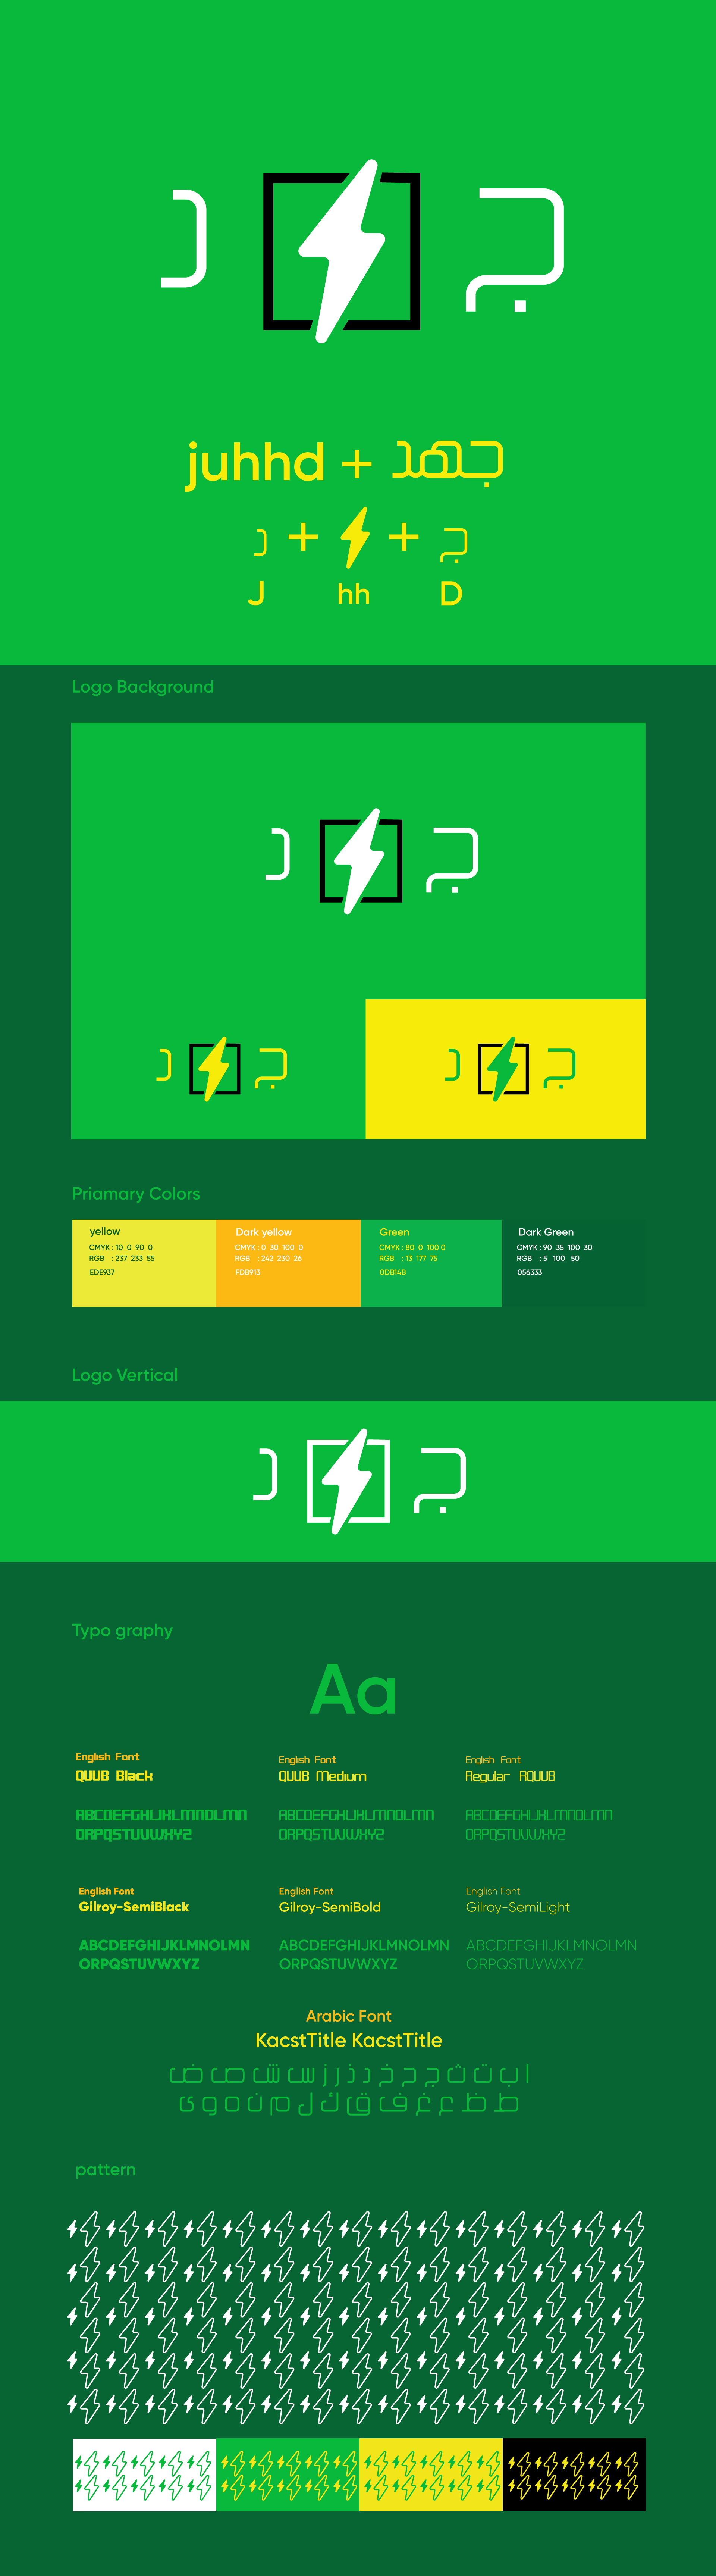 د ج
juhhd + جهد
د + + ج
J hh D
Logo Background
د ج
د ج
د ج
Priamary Colors
yellow
CMYK : 10 0 90 0
RGB : 237 233 55
EDE937
Dark yellow
CMYK : 0 30 100 0
RGB : 242 230 26
FDB913
Green
CMYK : 80 0 100 0
RGB : 13 177 75
0DB14B
Dark Green
CMYK : 90 35 100 30
RGB : 5 100 50
056333
Logo Vertical
د ج
Typo graphy
Aa
English Font
QUUB Black
ABCDEFGHIJKLMNOLMN
ORPQSTUVWXYZ
English Font
QUUB Medium
ABCDEFGHIJKLMNOLMN
ORPQSTUVWXYZ
English Font
Regular RQUUB
ABCDEFGHIJKLMNOLMN
ORPQSTUVWXYZ
English Font
Gilroy-SemiBlack
ABCDEFGHIJKLMNOLMN
ORPQSTUVWXYZ
English Font
Gilroy-SemiBold
ABCDEFGHIJKLMNOLMN
ORPQSTUVWXYZ
English Font
Gilroy-SemiLight
ABCDEFGHIJKLMNOLMN
ORPQSTUVWXYZ
Arabic Font
KacstTitle KacstTitle
ا ب ت ث ج ح خ د ذ ر ز س ش ص ض
ط ظ ع غ ف ق ك ل م ن ه و ى
pattern